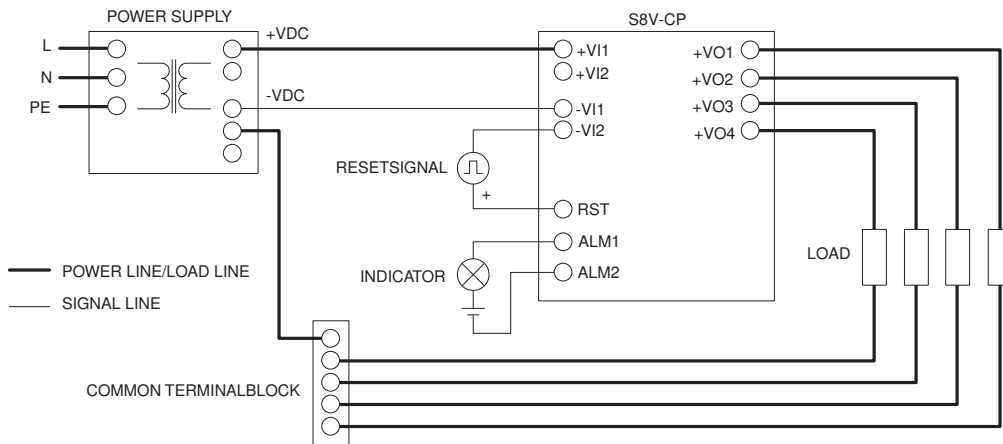 POWER SUPPLY
S8V-CP
L
N
PE
+VDC
-VDC
+VI1
+VI2
-VI1
-VI2
RST
ALM1
ALM2
+VO1
+VO2
+VO3
+VO4
RESETSIGNAL
+
INDICATOR
LOAD
POWER LINE/LOAD LINE
SIGNAL LINE
COMMON TERMINALBLOCK